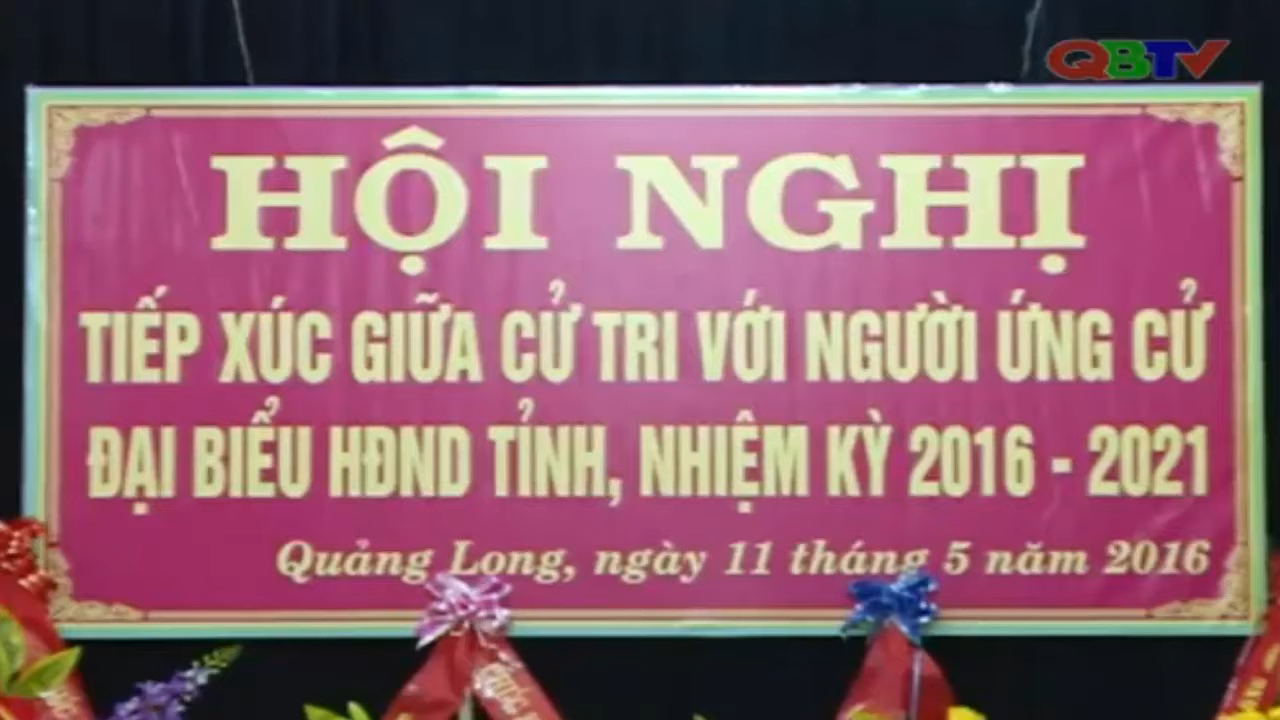 QBTV
HỘI NGHỊ
TIẾP XÚC GIỮA CỬ TRI VỚI NGƯỜI ỨNG CỬ
ĐẠI BIỂU HĐND TỈNH, NHIỆM KỲ 2016 - 2021
Quảng Long, ngày 11 tháng 5 năm 2016